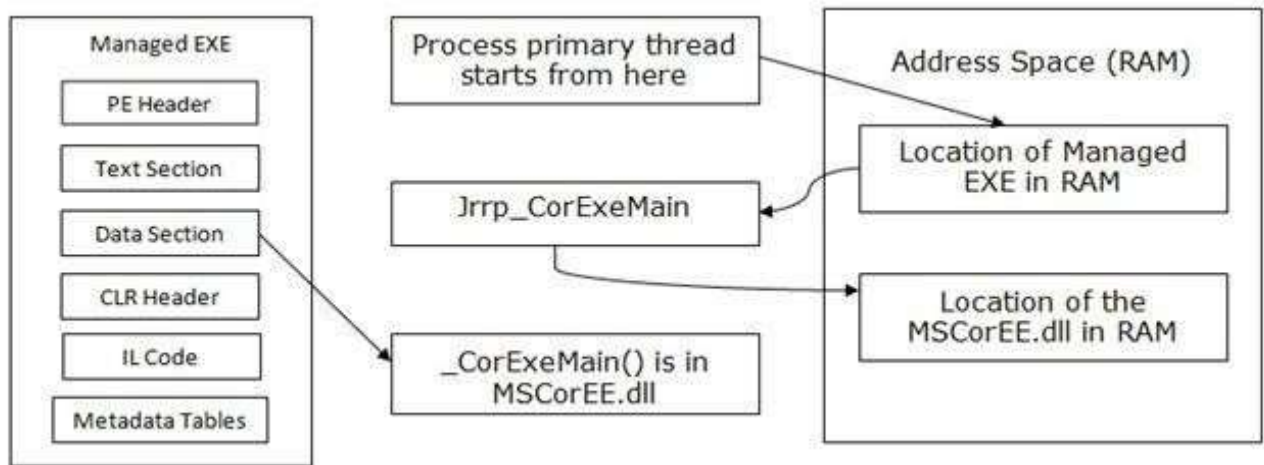 Managed EXE
PE Header
Text Section
Data Section
CLR Header
IL Code
Metadata Tables
Process primary thread
starts from here
Jrrp_CorExeMain
_CorExeMain() is in
MSCorEE.dll
Address Space (RAM)
Location of Managed
EXE in RAM
Location of the
MSCorEE.dll in RAM